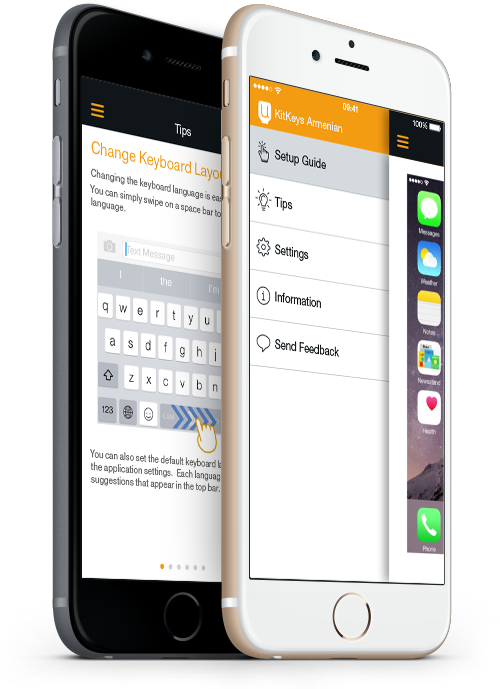 Tips
Change Keyboard Layou
Changing the keyboard language is eas
You can simply swipe on a space bar to
language.
Text Message
I the I'm
q w e r t y u
a s d f g h j
z x c v b n
123
You can also set the default keyboard la
the application settings. Each languag
suggestions that appear in the top bar.
09:41
100%
KitKeys Armenian
Setup Guide
Tips
Settings
Information
Send Feedback
Messages
Weather
Notes
Newsstand
Health
Phone